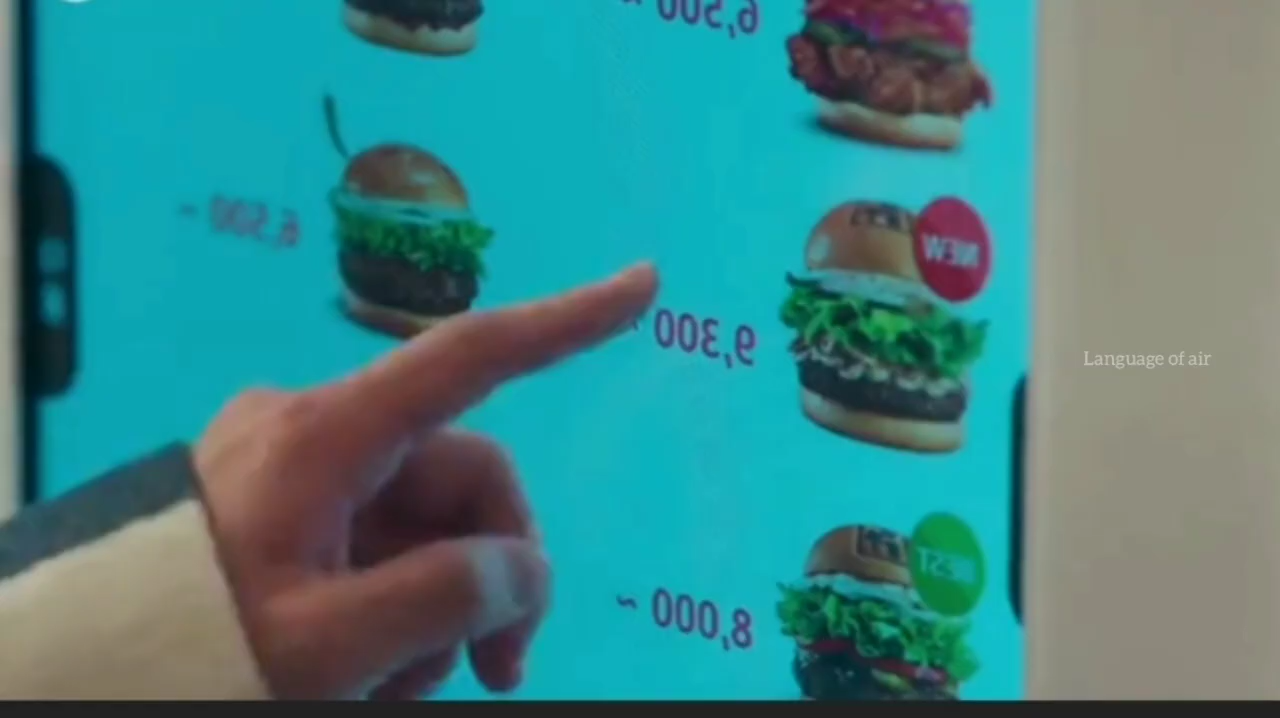 6,500 ~
6,500 ~
NEW
9,300 ~
Language of air
BEST
8,000 ~